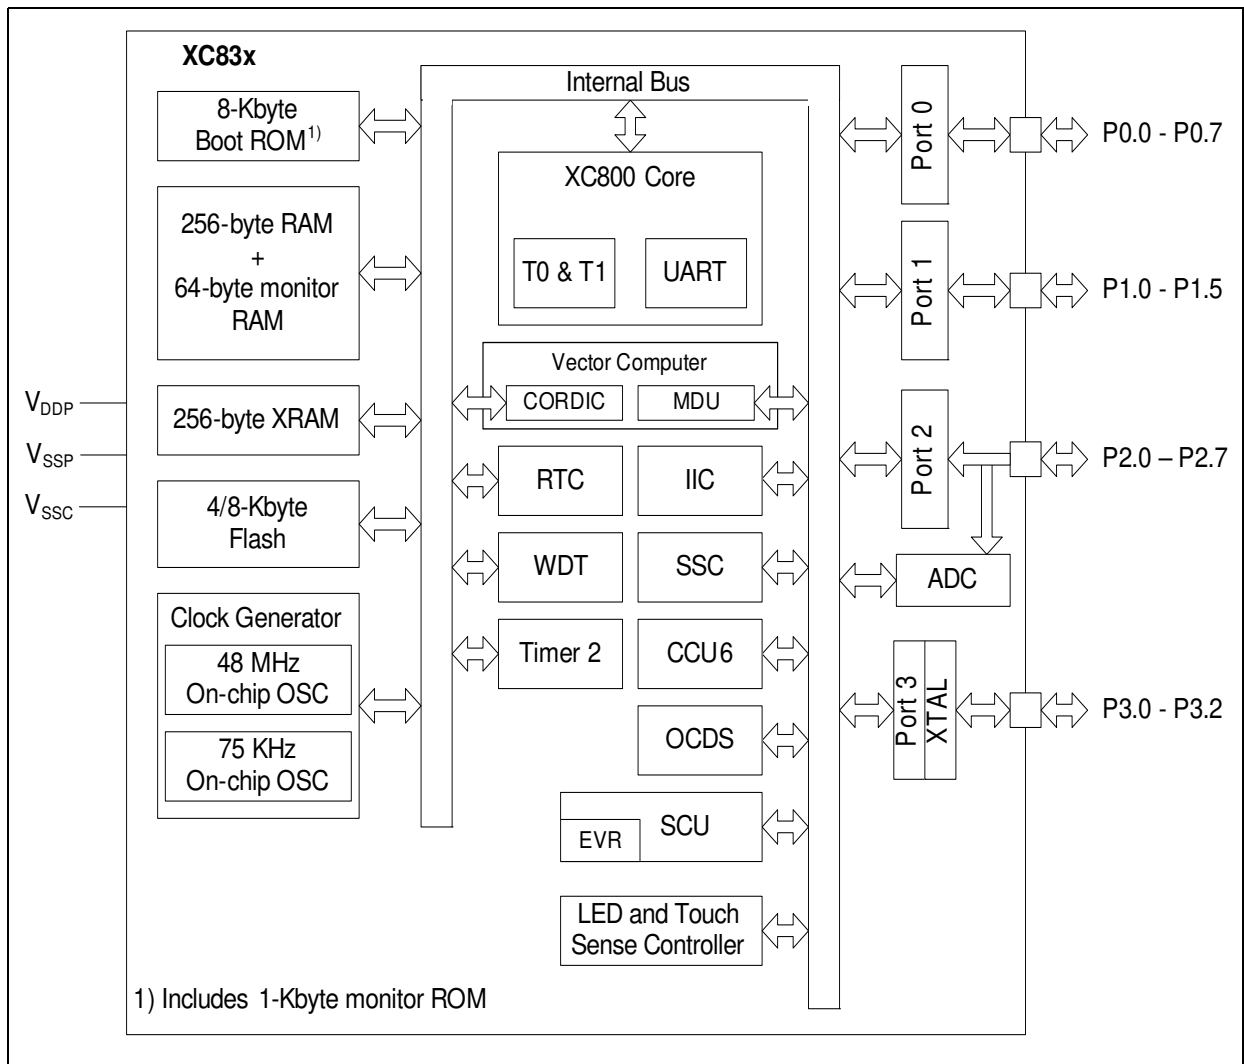 XC83x
Internal Bus
8-Kbyte
Boot ROM1)
256-byte RAM
+
64-byte monitor
RAM
256-byte XRAM
4/8-Kbyte
Flash
Clock Generator
48 MHz
On-chip OSC
75 KHz
On-chip OSC
VDDP
VSSP
VSSC
XC800 Core
T0 & T1
UART
Vector Computer
CORDIC
MDU
RTC
IIC
WDT
SSC
Timer 2
CCU6
OCDS
SCU
EVR
LED and Touch
Sense Controller
Port 0
P0.0 - P0.7
Port 1
P1.0 - P1.5
Port 2
P2.0 – P2.7
ADC
Port 3
XTAL
P3.0 - P3.2
1) Includes 1-Kbyte monitor ROM